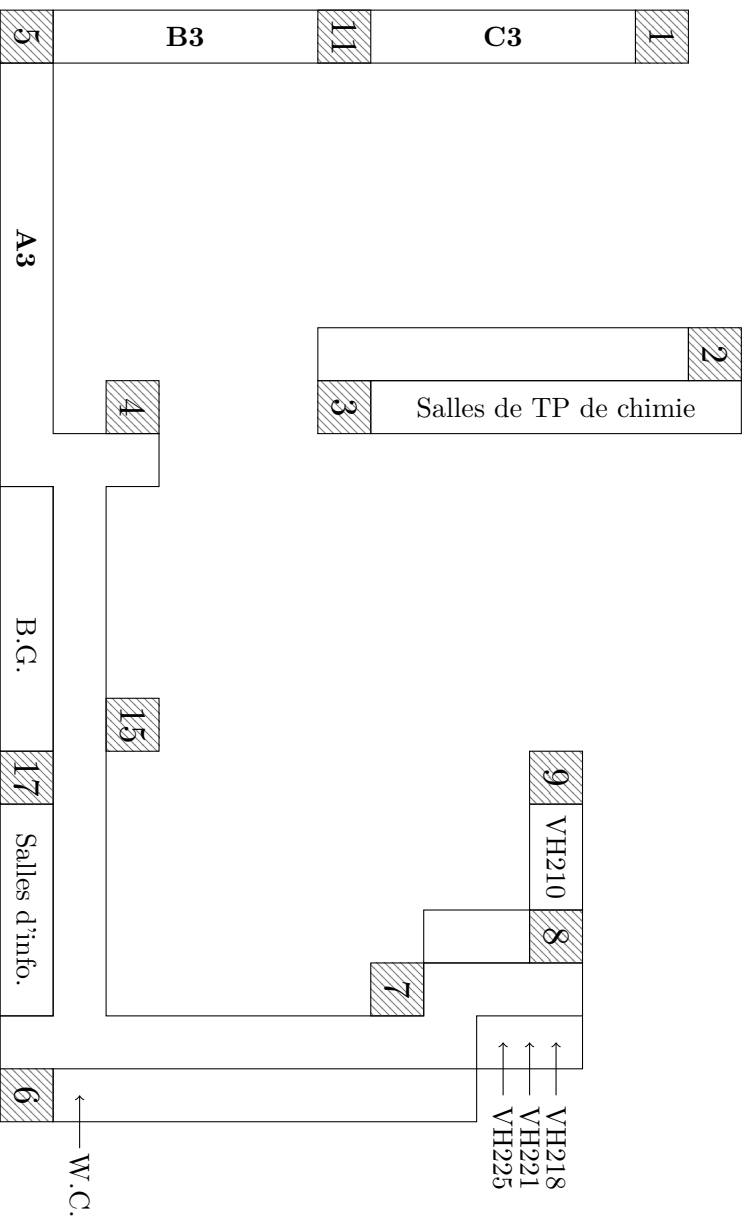 5
B3
11
C3
1
A3
2
4
3
Salles de TP de chimie
B.G.
15
17
9
VH210
Salles d'info.
8
7
6
VH218
VH221
VH225
W.C.